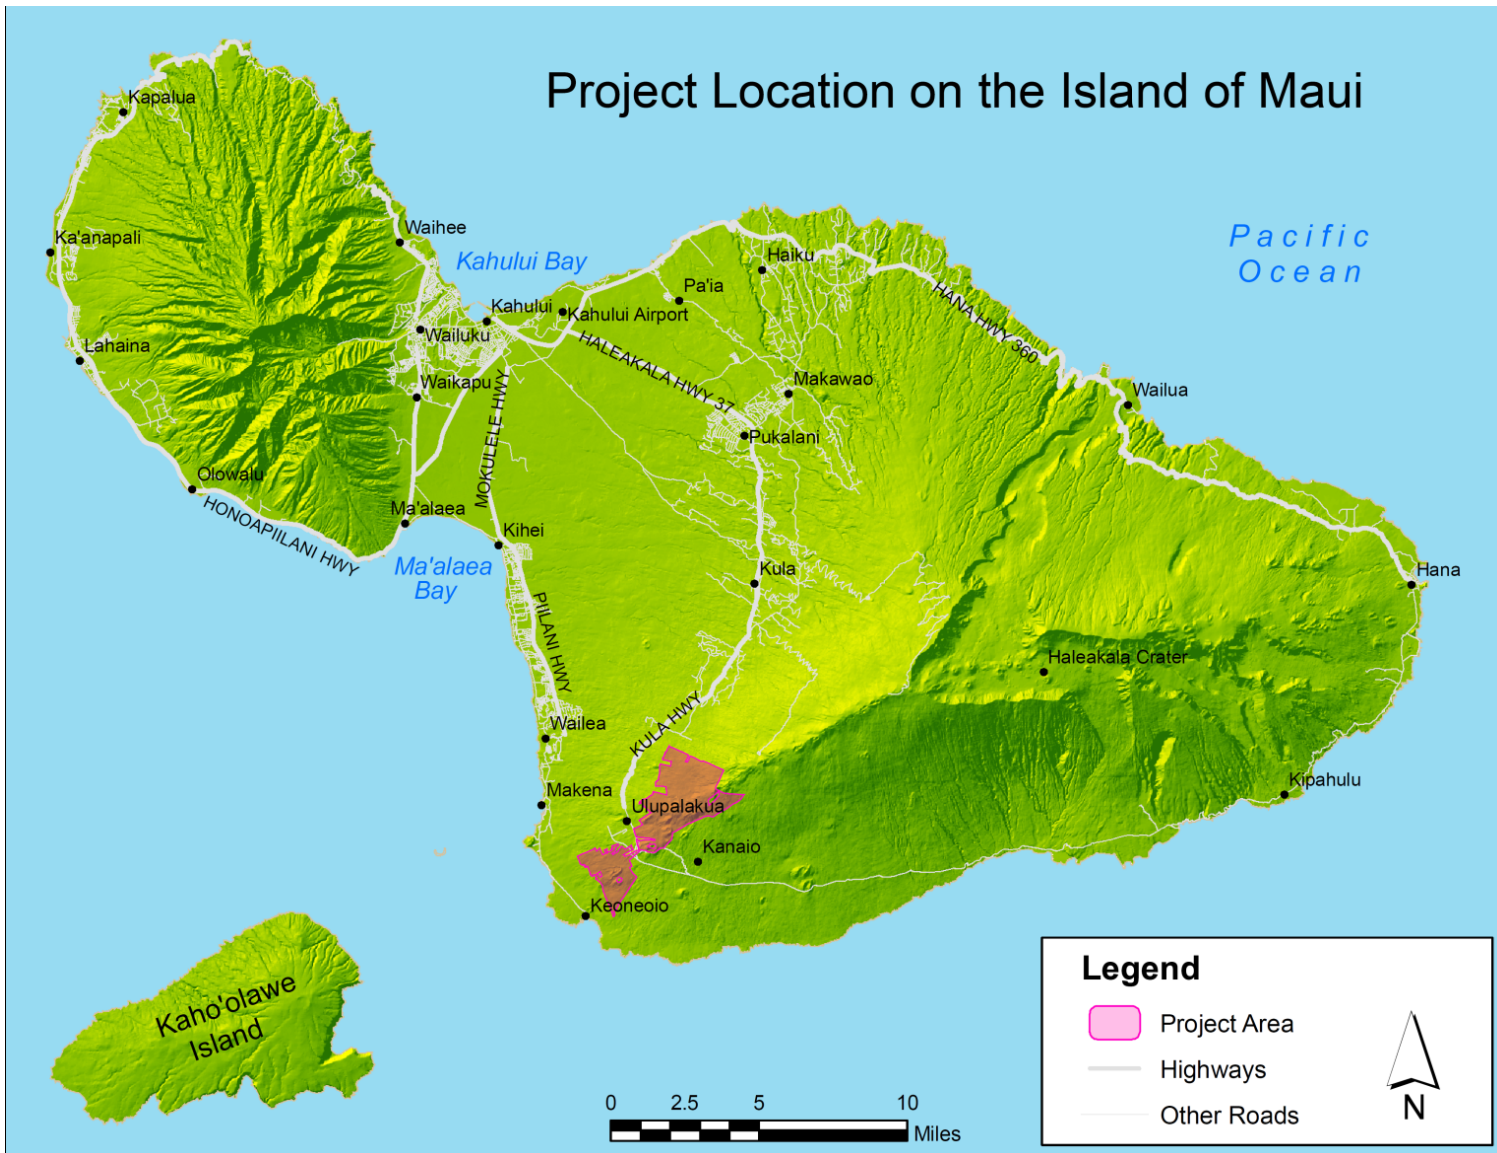 Project Location on the Island of Maui
Kapalua
Waihee
Ka'anapali
Kahului Bay
Pacific
Ocean
Haiku
Pa'ia
HANA HWY 360
Kahului
Kahului Airport
Wailuku
Lahaina
HALEAKALA HWY 37
Waikapu
Makawao
Wailua
MOKULELE HWY
Pukalani
Olowalu
HONOAPIILANI HWY
Ma'alaea
Kihei
Ma'alaea
Bay
Kula
Hana
PIILANI HWY
Haleakala Crater
KULA HWY
Wailea
Makena
Ulupalakua
Kipahulu
Kanaio
Keoneoio
Kaho'olawe
Island
Legend
Project Area
Highways
Other Roads
N
0 2.5 5 10
Miles